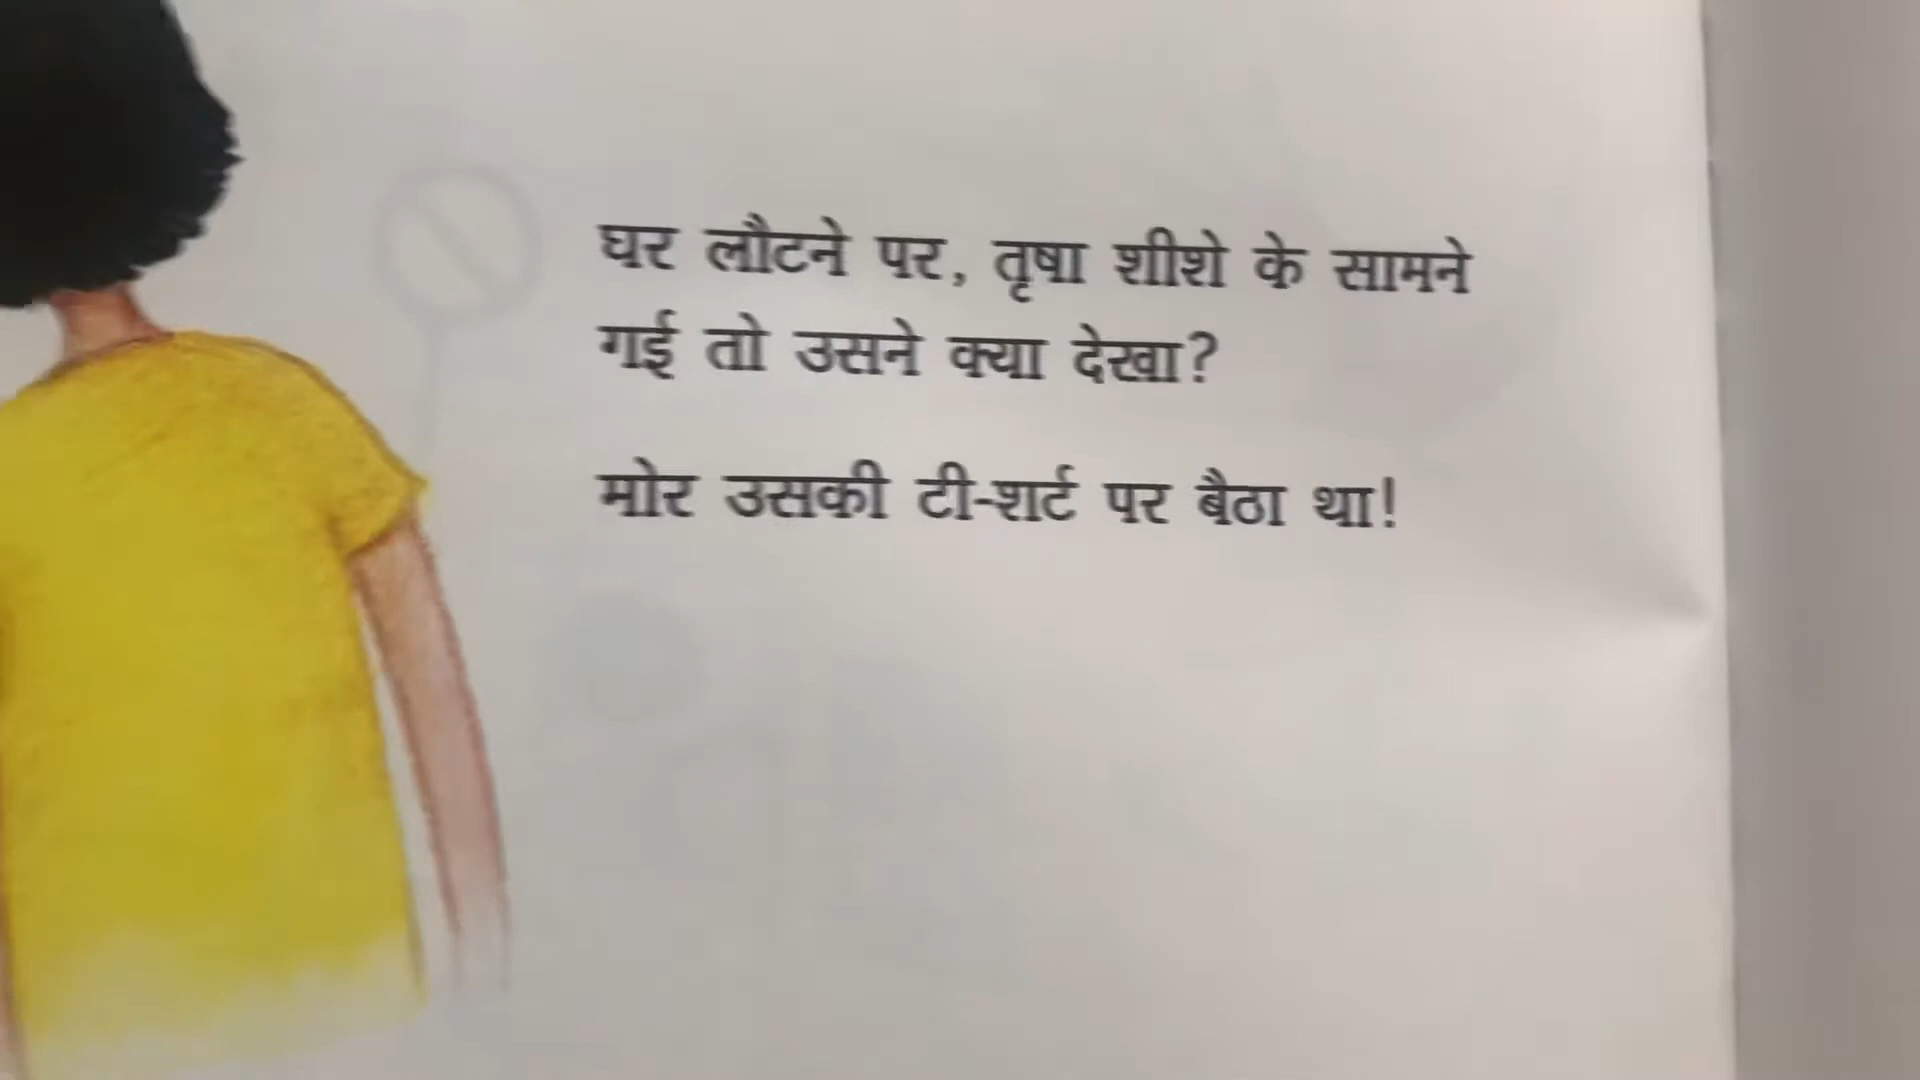 घर लौटने पर, तृषा शीशे के सामने
गई तो उसने क्या देखा?
मोर उसकी टी-शर्ट पर बैठा था!